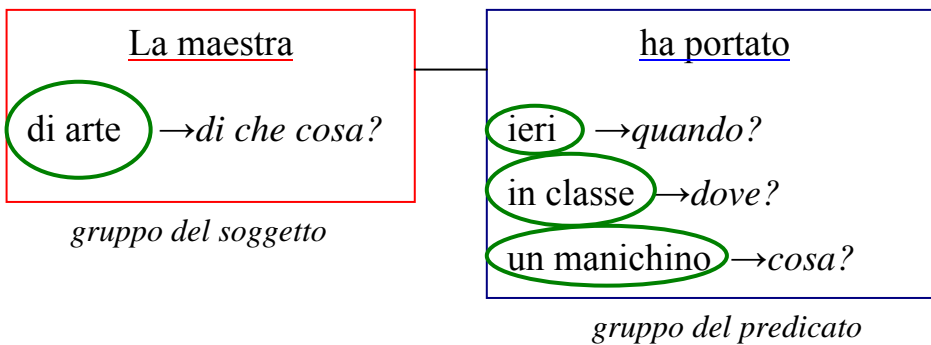 La maestra
di arte →di che cosa?
gruppo del soggetto
ha portato
ieri →quando?
in classe →dove?
un manichino →cosa?
gruppo del predicato